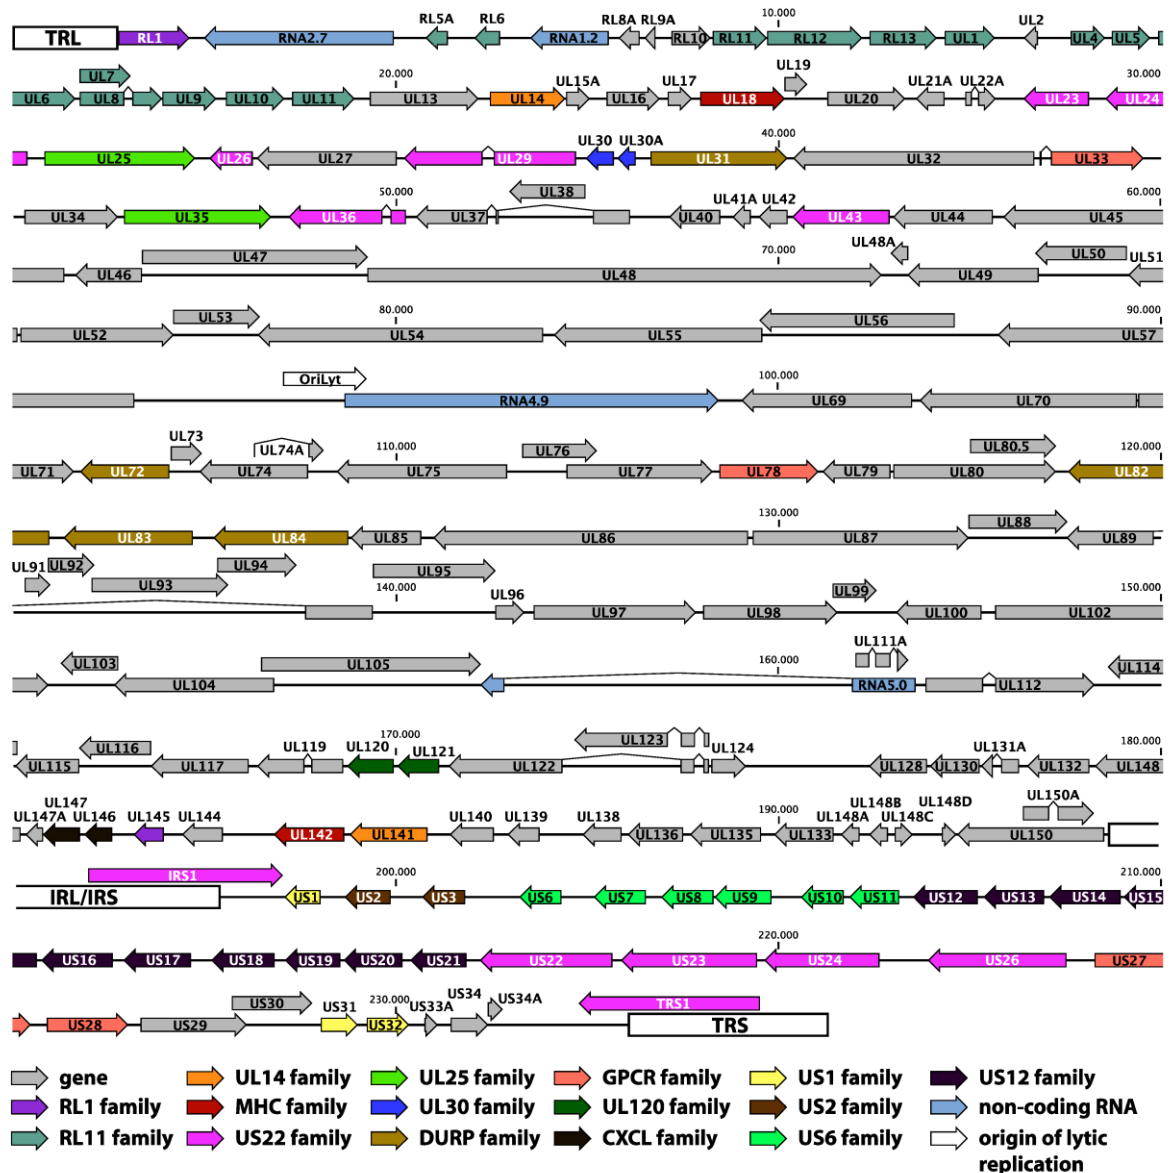 RL5A RL6 RL8A RL9A 10.000 UL2
TRL RL1 RNA2.7 RNA1.2 RL10 RL11 RL12 RL13 UL1 UL4 UL5
UL7 20.000 UL15A UL17 UL19 UL21A UL22A 30.000
UL6 UL8 UL9 UL10 UL11 UL13 UL14 UL16 UL18 UL20 UL23 UL24
UL30 UL30A 40.000
UL25 UL26 UL27 UL29 UL31 UL32 UL33
50.000 UL38 UL41A UL42 60.000
UL34 UL35 UL36 UL37 UL40 UL43 UL44 UL45
UL47 70.000 UL48A UL50 UL51
UL46 UL48 UL49
UL53 80.000 UL56 90.000
UL52 UL54 UL55 UL57
OriLyt 100.000
RNA4.9 UL69 UL70
UL73 UL74A 110.000 UL76 UL80.5 120.000
UL71 UL72 UL74 UL75 UL77 UL78 UL79 UL80 UL82
130.000 UL88
UL83 UL84 UL85 UL86 UL87 UL89
UL91 UL92 UL93 UL94 140.000 UL95 UL96 UL99 150.000
UL97 UL98 UL100 UL102
UL103 UL105 160.000 UL111A UL114
UL104 RNA5.0 UL112
UL116 UL119 UL120 170.000 UL121 UL123 UL124 UL131A 180.000
UL115 UL117 UL122 UL128 UL130 UL132 UL148
UL147A UL147 UL146 UL145 UL144 UL140 UL139 UL138 190.000 UL148A UL148B UL148C UL148D UL150A
UL142 UL141 UL136 UL135 UL133 UL150
IRS1 200.000 210.000
IRL/IRS US1 US2 US3 US6 US7 US8 US9 US10 US11 US12 US13 US14 US15
220.000
US16 US17 US18 US19 US20 US21 US22 US23 US24 US26 US27
US30 US31 230.000 US33A US34 US34A TRS1
US28 US29 US32 TRS
gene UL14 family UL25 family GPCR family US1 family US12 family
RL1 family MHC family UL30 family UL120 family US2 family non-coding RNA
RL11 family US22 family DURP family CXCL family US6 family origin of lytic
replication